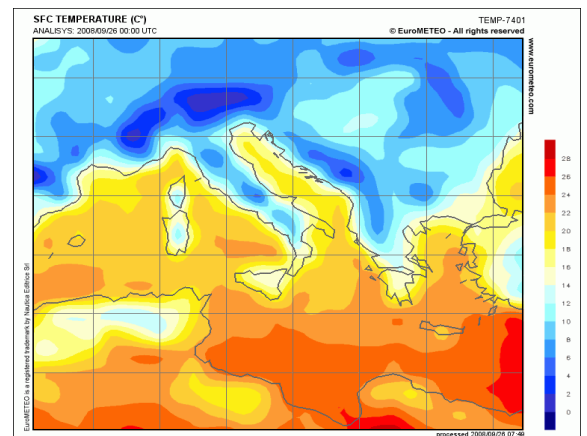 SFC TEMPERATURE (C°)
TEMP-7401
ANALISYS: 2008/09/26 00:00 UTC
© EuroMETEO - All rights reserved
www.eurometeo.com
EuroMETEO is a registered trademark by Nautica Editrice Srl
28
26
24
22
20
18
16
14
12
10
8
6
4
2
0
processed 2008/09/26 07:48